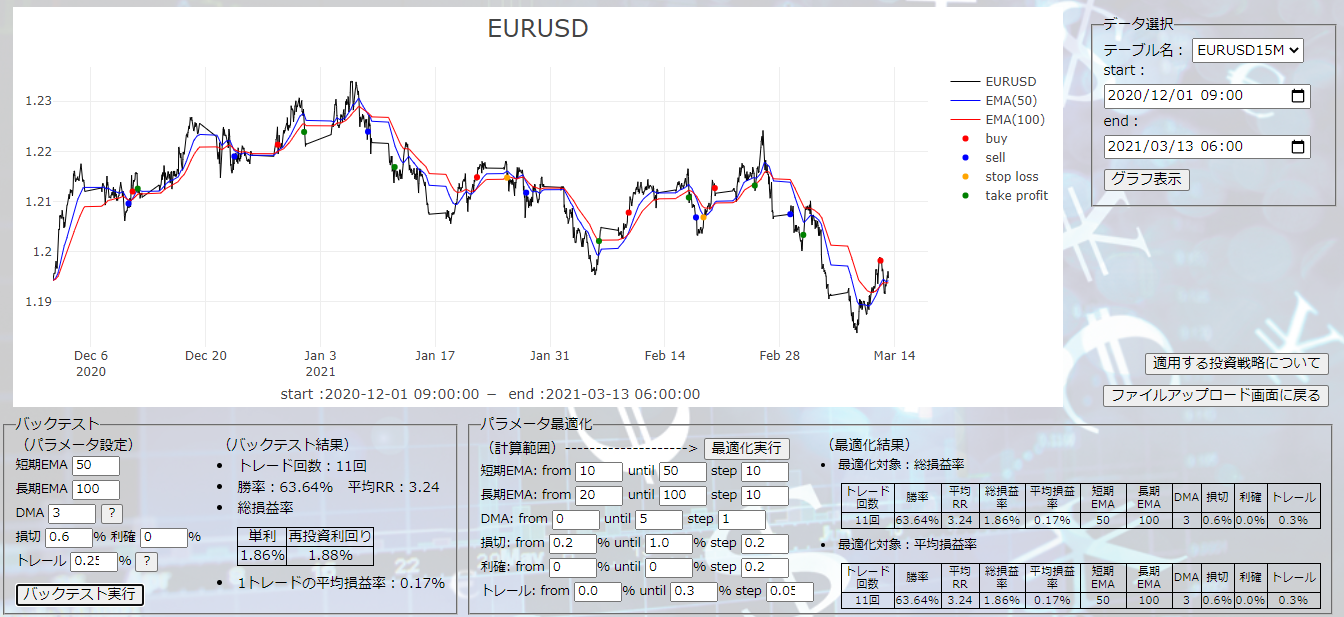 EURUSD
1.23
1.22
1.21
1.2
1.19
Dec 6
2020
Dec 20
Jan 3
2021
Jan 17
Jan 31
Feb 14
Feb 28
Mar 14
start :2020-12-01 09:00:00 − end :2021-03-13 06:00:00
EURUSD
EMA(50)
EMA(100)
buy
sell
stop loss
take profit
データ選択
テーブル名： EURUSD15M
start：
2020/12/01 09:00
end：
2021/03/13 06:00
グラフ表示
適用する投資戦略について
ファイルアップロード画面に戻る
バックテスト
（パラメータ設定）
短期EMA 50
長期EMA 100
DMA 3 ?
損切 0.6 % 利確 0 %
トレール 0.25 % ?
バックテスト実行
（バックテスト結果）
トレード回数：11回
勝率：63.64% 平均RR：3.24
総損益率
単利 再投資利回り
1.86% 1.88%
1トレードの平均損益率：0.17%
パラメータ最適化
（計算範囲）----------------------> 最適化実行
短期EMA: from 10 until 50 step 10
長期EMA: from 20 until 100 step 10
DMA: from 0 until 5 step 1
損切: from 0.2 % until 1.0 % step 0.2
利確: from 0 % until 0 % step 0.2
トレール: from 0.0 % until 0.3 % step 0.05
（最適化結果）
最適化対象：総損益率
トレード回数 勝率 平均RR 総損益率 平均損益率 短期EMA 長期EMA DMA 損切 利確 トレール
11回 63.64% 3.24 1.86% 0.17% 50 100 3 0.6% 0.0% 0.3%
最適化対象：平均損益率
トレード回数 勝率 平均RR 総損益率 平均損益率 短期EMA 長期EMA DMA 損切 利確 トレール
11回 63.64% 3.24 1.86% 0.17% 50 100 3 0.6% 0.0% 0.3%